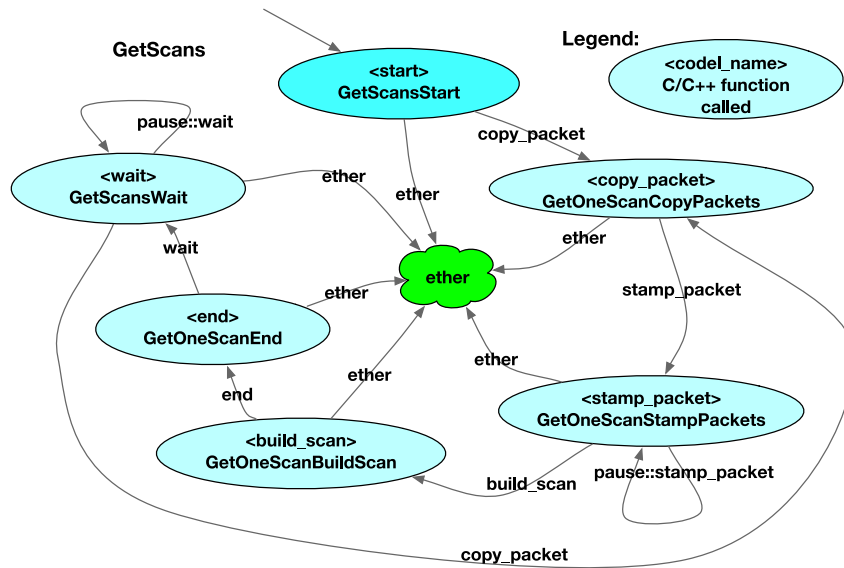 GetScans
Legend:
<start>
GetScansStart
<codel_name>
C/C++ function
called
pause::wait
copy_packet
<wait>
GetScansWait
ether
ether
<copy_packet>
GetOneScanCopyPackets
ether
wait
ether
stamp_packet
ether
<end>
GetOneScanEnd
ether
ether
end
<stamp_packet>
GetOneScanStampPackets
<build_scan>
GetOneScanBuildScan
build_scan
pause::stamp_packet
copy_packet